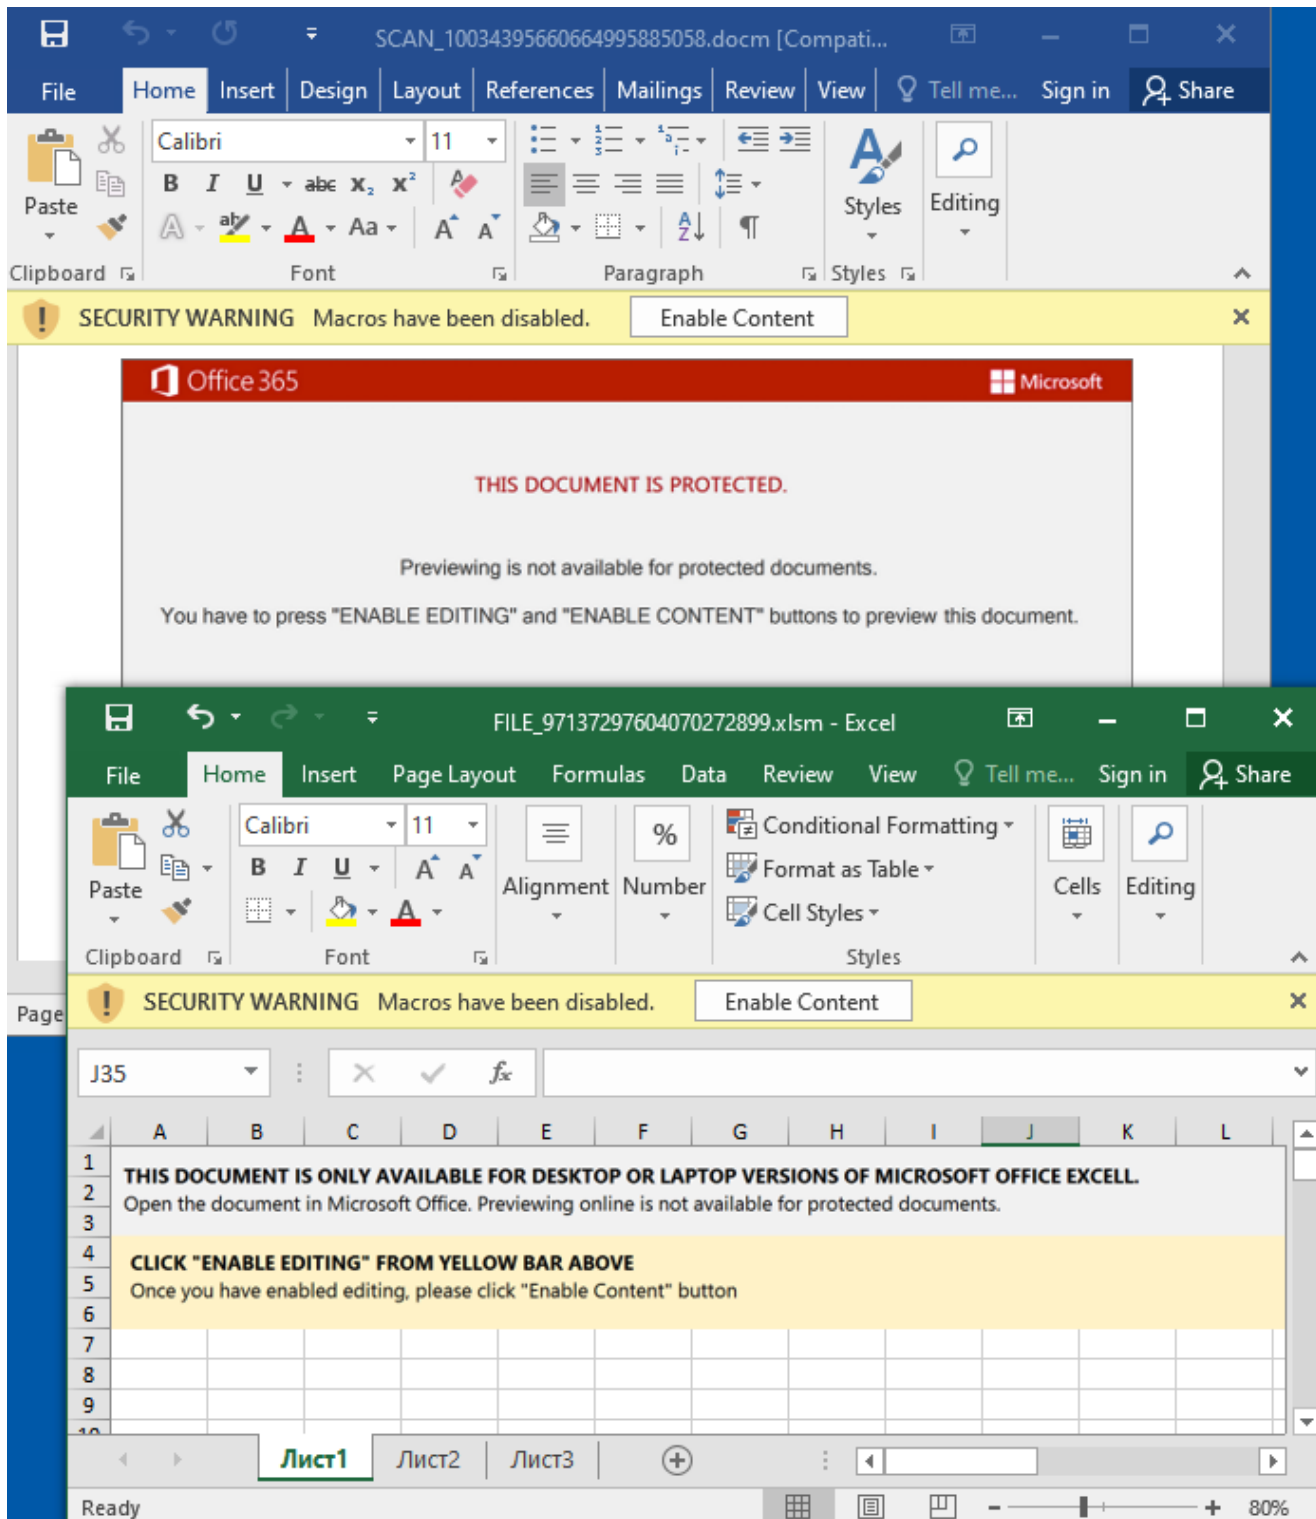 SCAN_10034395660664995885058.docm [Compati...
File Home Insert Design Layout References Mailings Review View Tell me... Sign in Share
Calibri 11
Paste
B I U abc X₂ X² Styles Editing
A aby A Aa A A A Z ¶
Clipboard Font Paragraph Styles
! SECURITY WARNING Macros have been disabled. Enable Content
Office 365 Microsoft
THIS DOCUMENT IS PROTECTED.
Previewing is not available for protected documents.
You have to press "ENABLE EDITING" and "ENABLE CONTENT" buttons to preview this document.
Page
FILE_97137297604070272899.xlsm - Excel
File Home Insert Page Layout Formulas Data Review View Tell me... Sign in Share
Calibri 11 % Conditional Formatting
Paste B I U A A Alignment Number Format as Table Cells Editing
A Cell Styles
Clipboard Font Styles
! SECURITY WARNING Macros have been disabled. Enable Content
J35 fx
A B C D E F G H I J K L
1
THIS DOCUMENT IS ONLY AVAILABLE FOR DESKTOP OR LAPTOP VERSIONS OF MICROSOFT OFFICE EXCELL.
2 Open the document in Microsoft Office. Previewing online is not available for protected documents.
3
4 CLICK "ENABLE EDITING" FROM YELLOW BAR ABOVE
5 Once you have enabled editing, please click "Enable Content" button
6
7
8
9
10
Лист1 Лист2 Лист3
Ready 80%